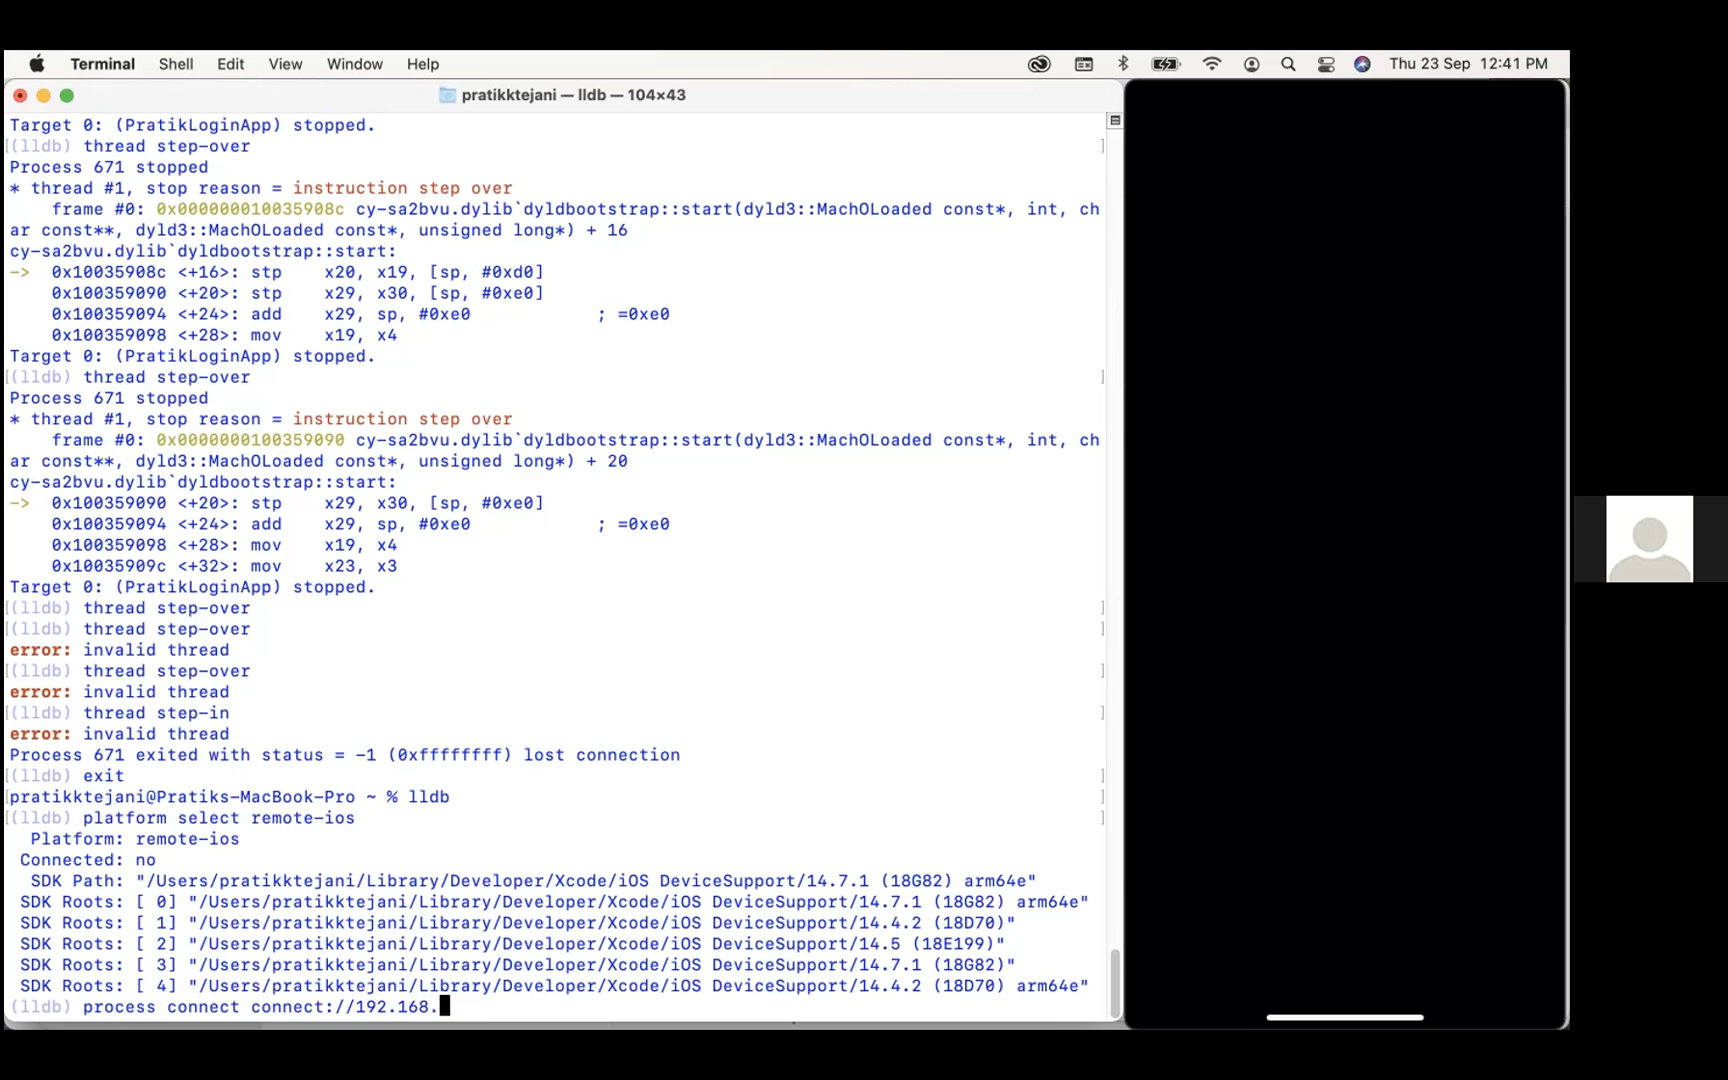 Terminal Shell Edit View Window Help Thu 23 Sep 12:41 PM
pratikktejani — lldb — 104×43
Target 0: (PratikLoginApp) stopped.
(lldb) thread step-over
Process 671 stopped
* thread #1, stop reason = instruction step over
frame #0: 0x000000010035908c cy-sa2bvu.dylib`dyldbootstrap::start(dyld3::MachOLoaded const*, int, ch
ar const**, dyld3::MachOLoaded const*, unsigned long*) + 16
cy-sa2bvu.dylib`dyldbootstrap::start:
-> 0x10035908c <+16>: stp x20, x19, [sp, #0xd0]
0x100359090 <+20>: stp x29, x30, [sp, #0xe0]
0x100359094 <+24>: add x29, sp, #0xe0 ; =0xe0
0x100359098 <+28>: mov x19, x4
Target 0: (PratikLoginApp) stopped.
(lldb) thread step-over
Process 671 stopped
* thread #1, stop reason = instruction step over
frame #0: 0x0000000100359090 cy-sa2bvu.dylib`dyldbootstrap::start(dyld3::MachOLoaded const*, int, ch
ar const**, dyld3::MachOLoaded const*, unsigned long*) + 20
cy-sa2bvu.dylib`dyldbootstrap::start:
-> 0x100359090 <+20>: stp x29, x30, [sp, #0xe0]
0x100359094 <+24>: add x29, sp, #0xe0 ; =0xe0
0x100359098 <+28>: mov x19, x4
0x10035909c <+32>: mov x23, x3
Target 0: (PratikLoginApp) stopped.
(lldb) thread step-over
(lldb) thread step-over
error: invalid thread
(lldb) thread step-over
error: invalid thread
(lldb) thread step-in
error: invalid thread
Process 671 exited with status = -1 (0xffffffff) lost connection
(lldb) exit
pratikktejani@Pratiks-MacBook-Pro ~ % lldb
(lldb) platform select remote-ios
Platform: remote-ios
Connected: no
SDK Path: "/Users/pratikktejani/Library/Developer/Xcode/iOS DeviceSupport/14.7.1 (18G82) arm64e"
SDK Roots: [ 0] "/Users/pratikktejani/Library/Developer/Xcode/iOS DeviceSupport/14.7.1 (18G82) arm64e"
SDK Roots: [ 1] "/Users/pratikktejani/Library/Developer/Xcode/iOS DeviceSupport/14.4.2 (18D70)"
SDK Roots: [ 2] "/Users/pratikktejani/Library/Developer/Xcode/iOS DeviceSupport/14.5 (18E199)"
SDK Roots: [ 3] "/Users/pratikktejani/Library/Developer/Xcode/iOS DeviceSupport/14.7.1 (18G82)"
SDK Roots: [ 4] "/Users/pratikktejani/Library/Developer/Xcode/iOS DeviceSupport/14.4.2 (18D70) arm64e"
(lldb) process connect connect://192.168.